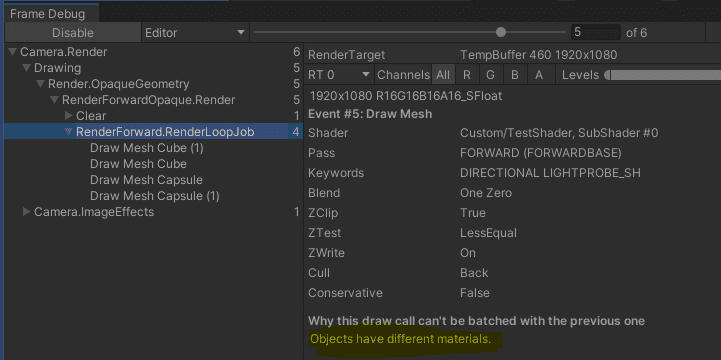 Frame Debug
Disable Editor 5 of 6
Camera.Render 6
Drawing 5
Render.OpaqueGeometry 5
RenderForwardOpaque.Render 5
Clear 1
RenderForward.RenderLoopJob 4
Draw Mesh Cube (1)
Draw Mesh Cube
Draw Mesh Capsule
Draw Mesh Capsule (1)
Camera.ImageEffects 1
RenderTarget TempBuffer 460 1920x1080
RT 0 Channels All R G B A Levels
1920x1080 R16G16B16A16_SFloat
Event #5: Draw Mesh
Shader Custom/TestShader, SubShader #0
Pass FORWARD (FORWARDBASE)
Keywords DIRECTIONAL LIGHTPROBE_SH
Blend One Zero
ZClip True
ZTest LessEqual
ZWrite On
Cull Back
Conservative False
Why this draw call can't be batched with the previous one
Objects have different materials.